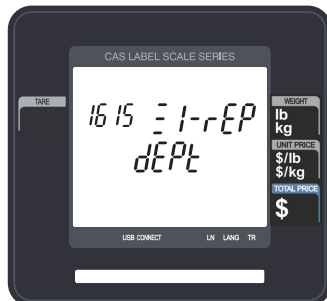 CAS LABEL SCALE SERIES
TARE
1615 1-rEP
dEPt
WEIGHT
lb
kg
UNIT PRICE
$/lb
$/kg
TOTAL PRICE
$
USB CONNECT LN LANG TR